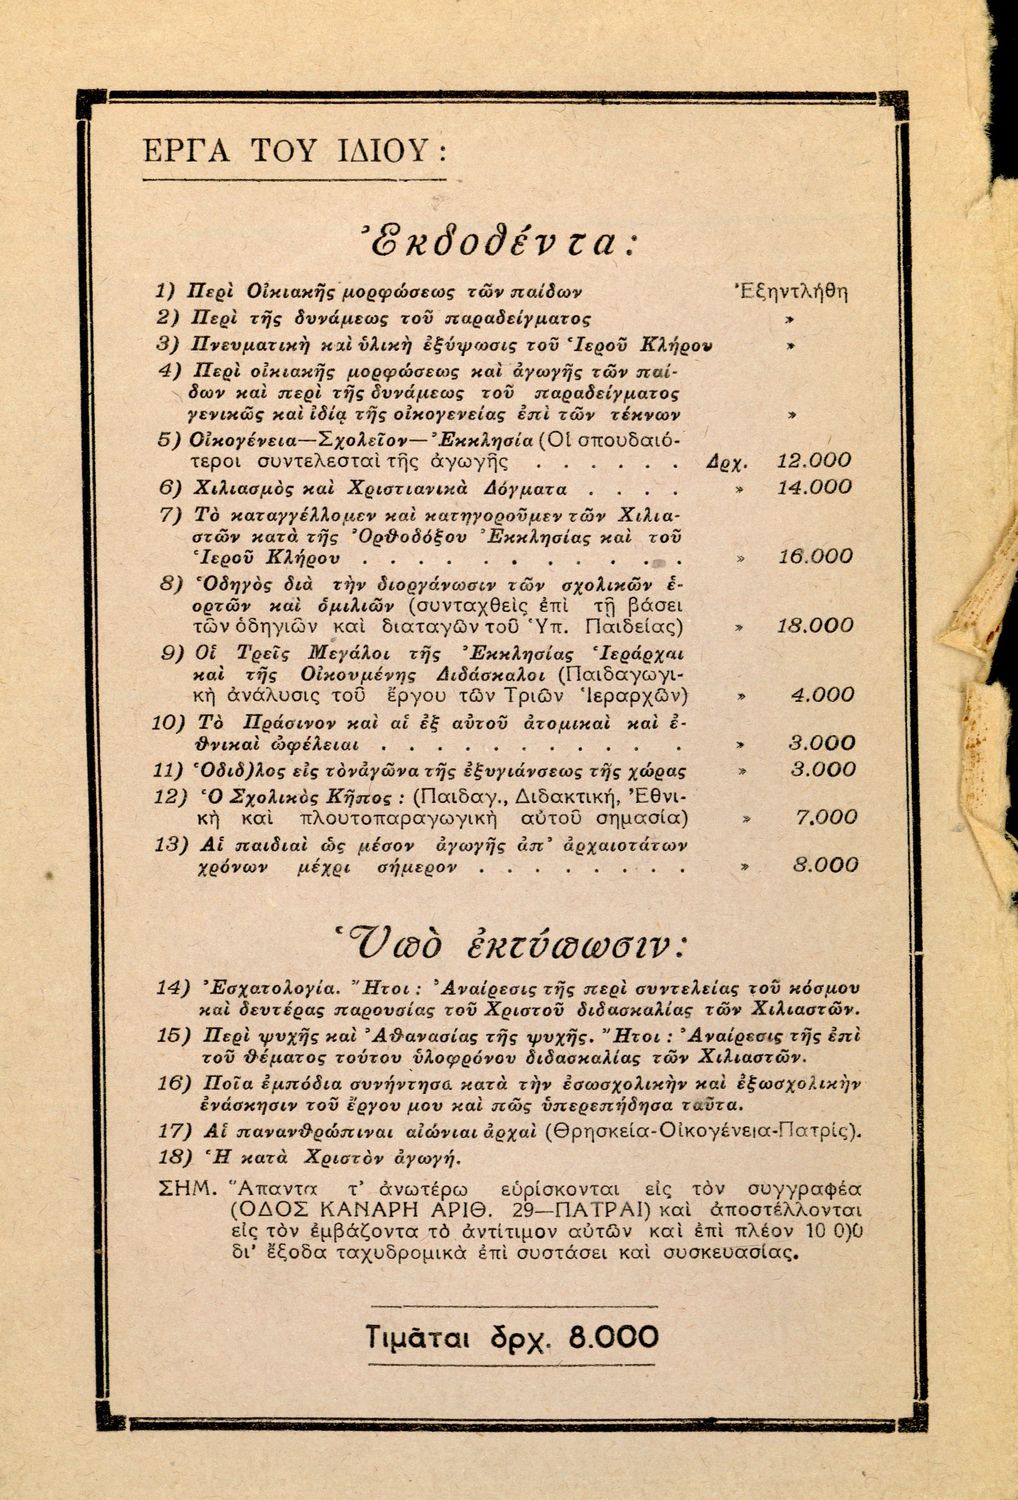 ΕΡΓΑ ΤΟΥ ΙΔΙΟΥ :
Ἐκδοθέντα:
1) Περὶ Οἰκιακῆς μορφώσεως τῶν παίδων Ἐξηντλήθη
2) Περὶ τῆς δυνάμεως τοῦ παραδείγματος »
3) Πνευματικὴ καὶ ὑλικὴ ἐξύψωσις τοῦ Ἱεροῦ Κλήρου »
4) Περὶ οἰκιακῆς μορφώσεως καὶ ἀγωγῆς τῶν παί-
δων καὶ περὶ τῆς δυνάμεως τοῦ παραδείγματος
γενικῶς καὶ ἰδίᾳ τῆς οἰκογενείας ἐπὶ τῶν τέκνων »
5) Οἰκογένεια—Σχολεῖον—Ἐκκλησία (Οἱ σπουδαιό-
τεροι συντελεσταὶ τῆς ἀγωγῆς . . . . . . Δρχ. 12.000
6) Χιλιασμὸς καὶ Χριστιανικὰ Δόγματα . . . . » 14.000
7) Τὸ καταγγέλλομεν καὶ κατηγοροῦμεν τῶν Χιλια-
στῶν κατὰ τῆς Ὀρθοδόξου Ἐκκλησίας καὶ τοῦ
Ἱεροῦ Κλήρου . . . . . . . . . . . » 16.000
8) Ὁδηγὸς διὰ τὴν διοργάνωσιν τῶν σχολικῶν ἑ-
ορτῶν καὶ ὁμιλιῶν (συνταχθεὶς ἐπὶ τῇ βάσει
τῶν ὁδηγιῶν καὶ διαταγῶν τοῦ Ὑπ. Παιδείας) » 18.000
9) Οἱ Τρεῖς Μεγάλοι τῆς Ἐκκλησίας Ἱεράρχαι
καὶ τῆς Οἰκουμένης Διδάσκαλοι (Παιδαγωγι-
κὴ ἀνάλυσις τοῦ ἔργου τῶν Τριῶν Ἱεραρχῶν) » 4.000
10) Τὸ Πράσινον καὶ αἱ ἐξ αὐτοῦ ἀτομικαὶ καὶ ἐ-
θνικαὶ ὠφέλειαι . . . . . . . . . . . » 3.000
11) Ὁδιδ)λος εἰς τὸν ἀγῶνα τῆς ἐξυγιάνσεως τῆς χώρας » 3.000
12) Ὁ Σχολικὸς Κῆπος : (Παιδαγ., Διδακτική, Ἐθνι-
κὴ καὶ πλουτοπαραγωγικὴ αὐτοῦ σημασία) » 7.000
13) Αἱ παιδιαὶ ὡς μέσον ἀγωγῆς ἀπ' ἀρχαιοτάτων
χρόνων μέχρι σήμερον . . . . . . . . » 8.000
Ὑπὸ ἐκτύπωσιν:
14) Ἐσχατολογία. Ἤτοι : Ἀναίρεσις τῆς περὶ συντελείας τοῦ κόσμου
καὶ δευτέρας παρουσίας τοῦ Χριστοῦ διδασκαλίας τῶν Χιλιαστῶν.
15) Περὶ ψυχῆς καὶ Ἀθανασίας τῆς ψυχῆς. Ἤτοι : Ἀναίρεσις τῆς ἐπὶ
τοῦ θέματος τούτου ὑλοφρόνου διδασκαλίας τῶν Χιλιαστῶν.
16) Ποῖα ἐμπόδια συνήντησα κατὰ τὴν ἐσωσχολικὴν καὶ ἐξωσχολικὴν
ἐνάσκησιν τοῦ ἔργου μου καὶ πῶς ὑπερεπήδησα ταῦτα.
17) Αἱ πανανθρώπιναι αἰώνιαι ἀρχαὶ (Θρησκεία-Οἰκογένεια-Πατρίς).
18) Ἡ κατὰ Χριστὸν ἀγωγή.
ΣΗΜ. Ἅπαντα τ' ἀνωτέρω εὑρίσκονται εἰς τὸν συγγραφέα
(ΟΔΟΣ ΚΑΝΑΡΗ ΑΡΙΘ. 29—ΠΑΤΡΑΙ) καὶ ἀποστέλλονται
εἰς τὸν ἐμβάζοντα τὸ ἀντίτιμον αὐτῶν καὶ ἐπὶ πλέον 10 0)0
δι' ἔξοδα ταχυδρομικὰ ἐπὶ συστάσει καὶ συσκευασίας.
Τιμᾶται δρχ. 8.000